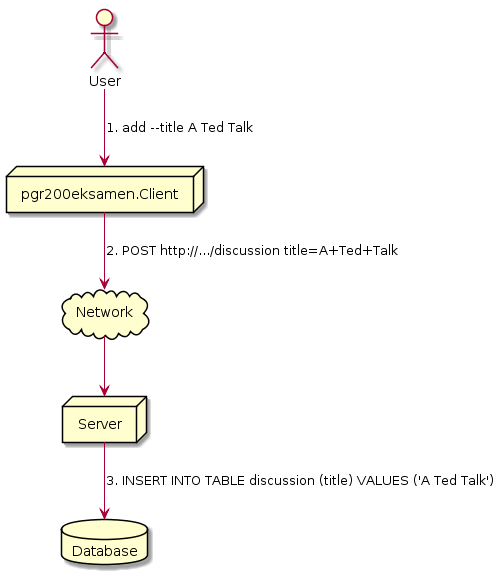 User
1. add --title A Ted Talk
pgr200eksamen.Client
2. POST http://.../discussion title=A+Ted+Talk
Network
Server
3. INSERT INTO TABLE discussion (title) VALUES ('A Ted Talk')
Database